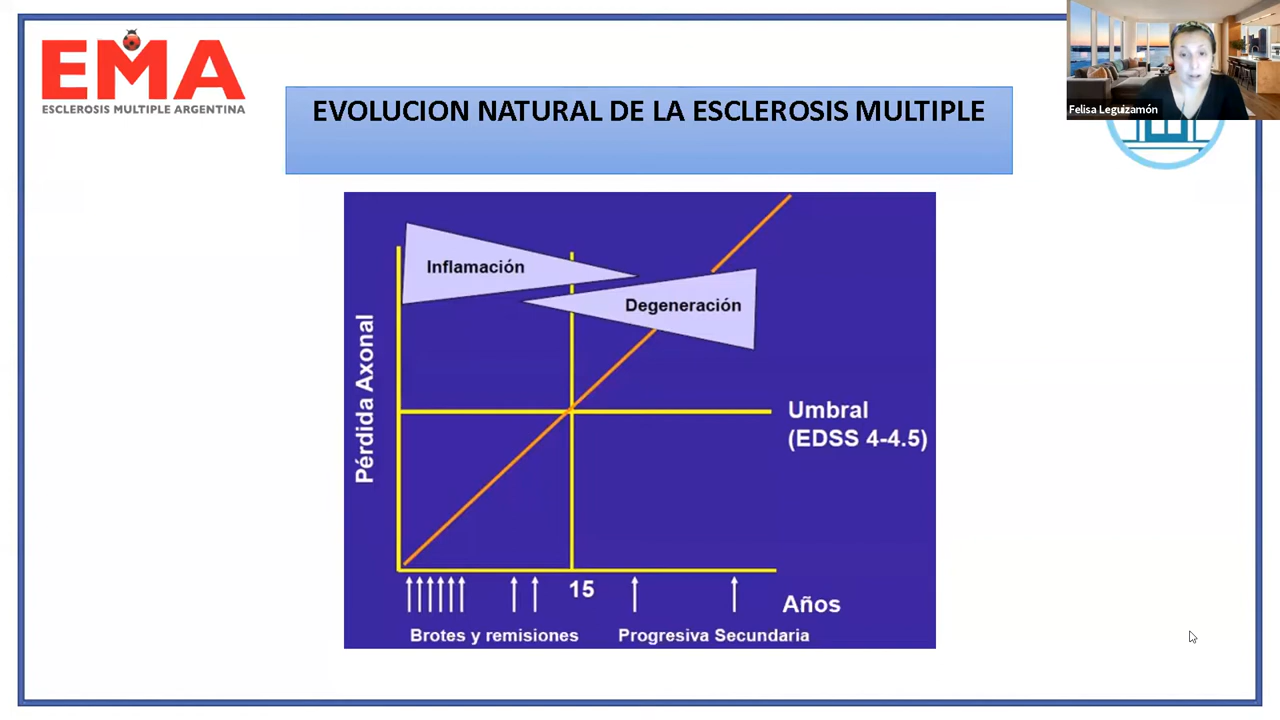 EMA
ESCLEROSIS MULTIPLE ARGENTINA
Felisa Leguizamón
EVOLUCION NATURAL DE LA ESCLEROSIS MULTIPLE
Inflamación
Degeneración
Pérdida Axonal
Umbral
(EDSS 4-4.5)
15
Años
Brotes y remisiones
Progresiva Secundaria